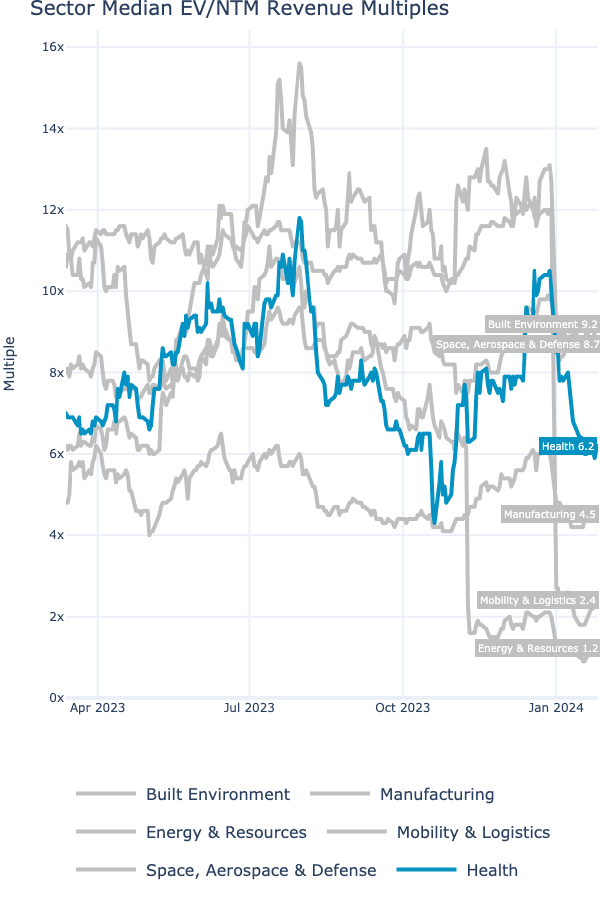 Sector Median EV/NTM Revenue Multiples
Multiple
16x
14x
12x
10x
8x
6x
4x
2x
0x
Built Environment 9.2
Space, Aerospace & Defense 8.7
Health 6.2
Manufacturing 4.5
Mobility & Logistics 2.4
Energy & Resources 1.2
Apr 2023 Jul 2023 Oct 2023 Jan 2024
Built Environment Manufacturing
Energy & Resources Mobility & Logistics
Space, Aerospace & Defense Health